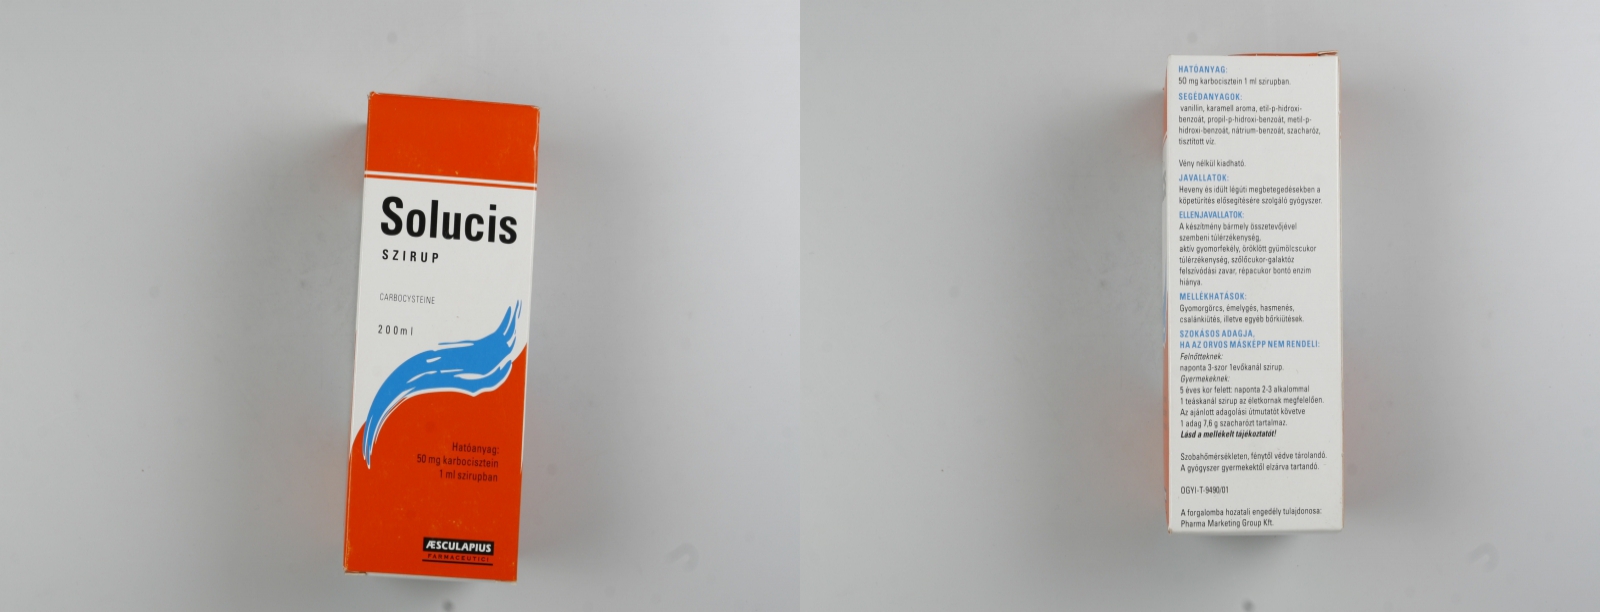 Solucis
SZIRUP
CARBOCYSTEINE
200ml
Hatóanyag:
50 mg karbocisztein
1 ml szirupban
ÆSCULAPIUS
FARMACEUTICI
HATÓANYAG:
50 mg karbocisztein 1 ml szirupban.
SEGÉDANYAGOK:
vanillin, karamell aroma, etil-p-hidroxi-
benzoát, propil-p-hidroxi-benzoát, metil-p-
hidroxi-benzoát, nátrium-benzoát, szacharóz,
tisztított víz.
Vény nélkül kiadható.
JAVALLATOK:
Heveny és idült légúti megbetegedésekben a
köpetürítés elősegítésére szolgáló gyógyszer.
ELLENJAVALLATOK:
A készítmény bármely összetevőjével
szembeni túlérzékenység,
aktív gyomorfekély, öröklött gyümölcscukor
túlérzékenység, szőlőcukor-galaktóz
felszívódási zavar, répacukor bontó enzim
hiánya.
MELLÉKHATÁSOK:
Gyomorgörcs, émelygés, hasmenés,
csalánkiütés, illetve egyéb bőrkiütések.
SZOKÁSOS ADAGJA,
HA AZ ORVOS MÁSKÉPP NEM RENDELI:
Felnőtteknek:
naponta 3-szor 1evőkanál szirup.
Gyermekeknek:
5 éves kor felett: naponta 2-3 alkalommal
1 teáskanál szirup az életkornak megfelelően.
Az ajánlott adagolási útmutatót követve
1 adag 7,6 g szacharózt tartalmaz.
Lásd a mellékelt tájékoztatót!
Szobahőmérsékleten, fénytől védve tárolandó.
A gyógyszer gyermekektől elzárva tartandó.
OGYI-T-9490/01
A forgalomba hozatali engedély tulajdonosa:
Pharma Marketing Group Kft.